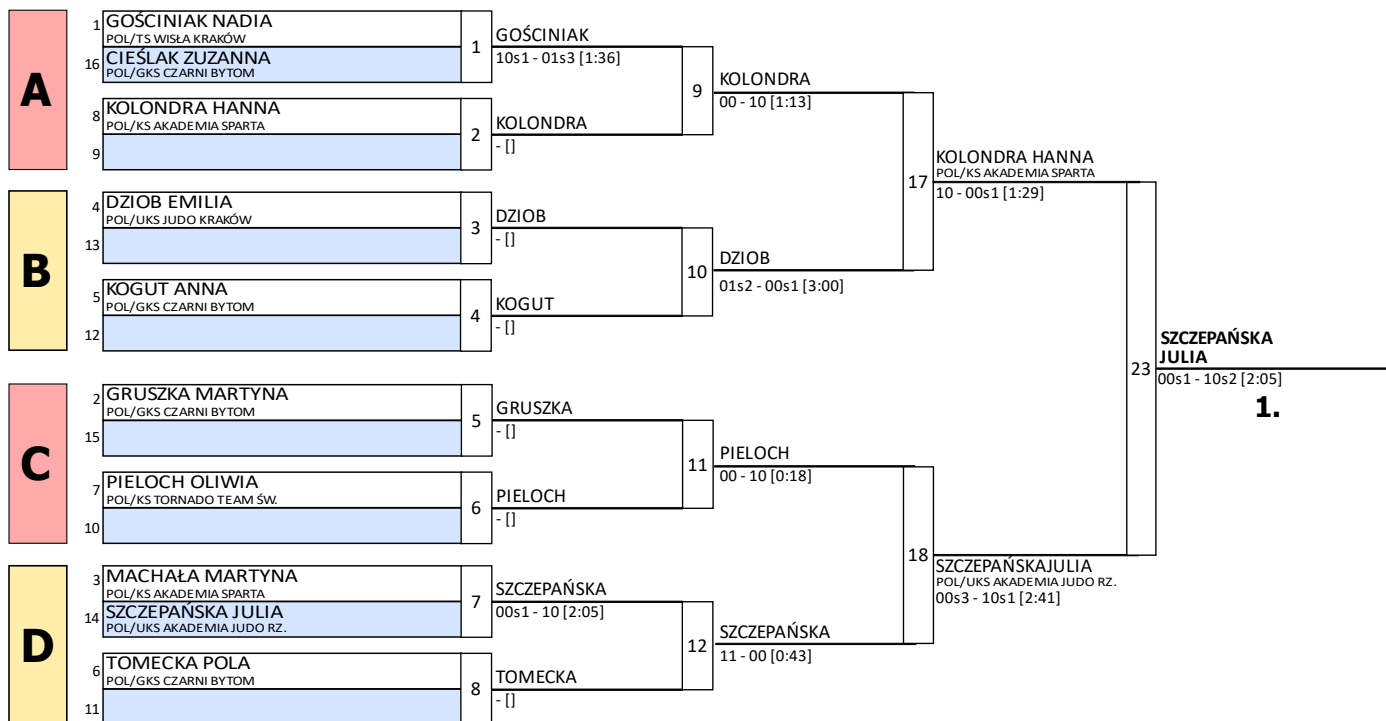 A
1 GOŚCINIAK NADIA
POL/TS WISŁA KRAKÓW
16 CIEŚLAK ZUZANNA
POL/GKS CZARNI BYTOM
1
GOŚCINIAK
10s1 - 01s3 [1:36]
8 KOLONDRA HANNA
POL/KS AKADEMIA SPARTA
9
2
KOLONDRA
- []
9
KOLONDRA
00 - 10 [1:13]
B
4 DZIOB EMILIA
POL/UKS JUDO KRAKÓW
13
3
DZIOB
- []
5 KOGUT ANNA
POL/GKS CZARNI BYTOM
12
4
KOGUT
- []
10
DZIOB
01s2 - 00s1 [3:00]
17
KOLONDRA HANNA
POL/KS AKADEMIA SPARTA
10 - 00s1 [1:29]
C
2 GRUSZKA MARTYNA
POL/GKS CZARNI BYTOM
15
5
GRUSZKA
- []
7 PIELOCH OLIWIA
POL/KS TORNADO TEAM ŚW.
10
6
PIELOCH
- []
11
PIELOCH
00 - 10 [0:18]
D
3 MACHAŁA MARTYNA
POL/KS AKADEMIA SPARTA
14 SZCZEPAŃSKA JULIA
POL/UKS AKADEMIA JUDO RZ.
7
SZCZEPAŃSKA
00s1 - 10 [2:05]
6 TOMECKA POLA
POL/GKS CZARNI BYTOM
11
8
TOMECKA
- []
12
SZCZEPAŃSKA
11 - 00 [0:43]
18
SZCZEPAŃSKAJULIA
POL/UKS AKADEMIA JUDO RZ.
00s3 - 10s1 [2:41]
23
SZCZEPAŃSKA
JULIA
00s1 - 10s2 [2:05]
1.